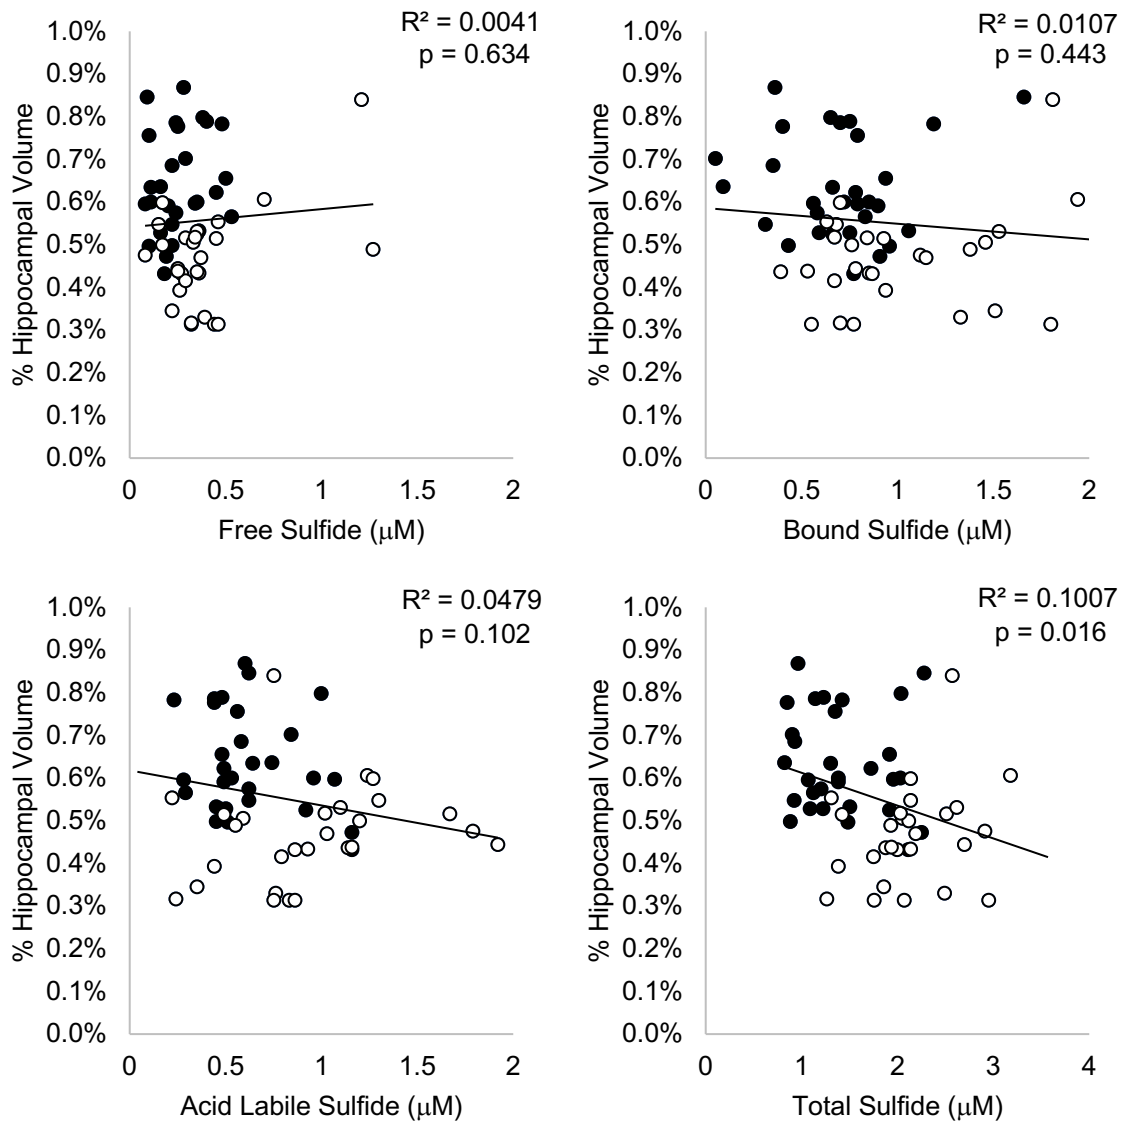 R² = 0.0041
p = 0.634
1.0%
0.9%
0.8%
0.7%
0.6%
0.5%
0.4%
0.3%
0.2%
0.1%
0.0%
% Hippocampal Volume
0 0.5 1 1.5 2
Free Sulfide (μM)
R² = 0.0107
p = 0.443
1.0%
0.9%
0.8%
0.7%
0.6%
0.5%
0.4%
0.3%
0.2%
0.1%
0.0%
% Hippocampal Volume
0 0.5 1 1.5 2
Bound Sulfide (μM)
R² = 0.0479
p = 0.102
1.0%
0.9%
0.8%
0.7%
0.6%
0.5%
0.4%
0.3%
0.2%
0.1%
0.0%
% Hippocampal Volume
0 0.5 1 1.5 2
Acid Labile Sulfide (μM)
R² = 0.1007
p = 0.016
1.0%
0.9%
0.8%
0.7%
0.6%
0.5%
0.4%
0.3%
0.2%
0.1%
0.0%
% Hippocampal Volume
0 1 2 3 4
Total Sulfide (μM)